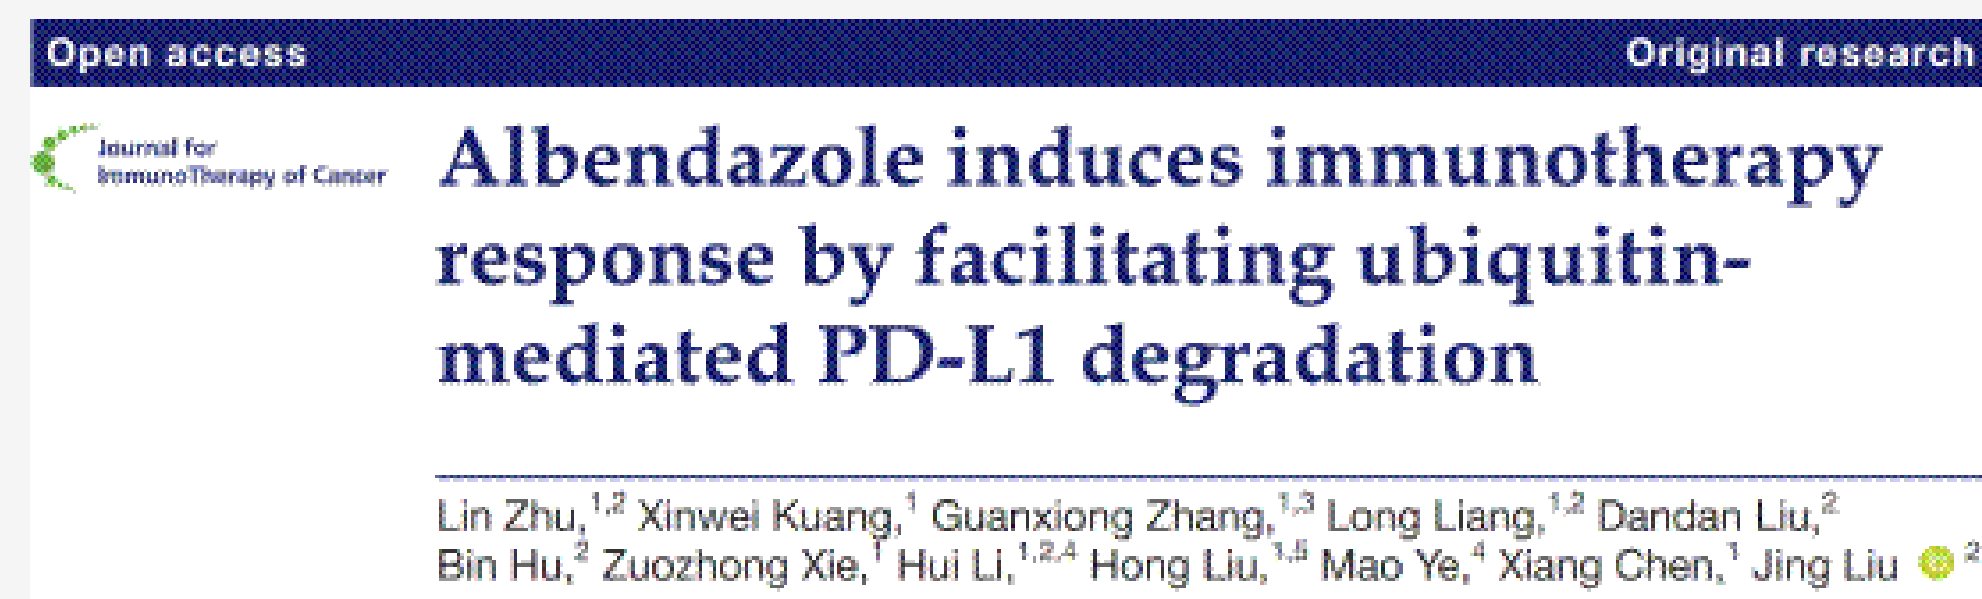 Open access
Original research
Journal for
ImmunoTherapy of Cancer
Albendazole induces immunotherapy
response by facilitating ubiquitin-
mediated PD-L1 degradation
Lin Zhu,1,2 Xinwei Kuang,1 Guanxiong Zhang,1,3 Long Liang,1,2 Dandan Liu,2
Bin Hu,2 Zuozhong Xie,1 Hui Li,1,2,4 Hong Liu,1,5 Mao Ye,4 Xiang Chen,1 Jing Liu iD 2